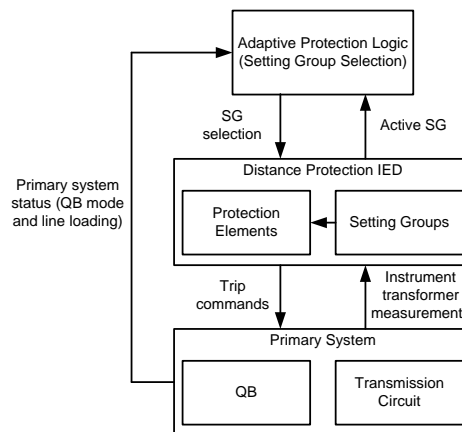 Adaptive Protection Logic
(Setting Group Selection)
SG
selection
Active SG
Primary system
status (QB mode
and line loading)
Distance Protection IED
Protection
Elements
Setting Groups
Trip
commands
Instrument
transformer
measurement
Primary System
QB
Transmission
Circuit